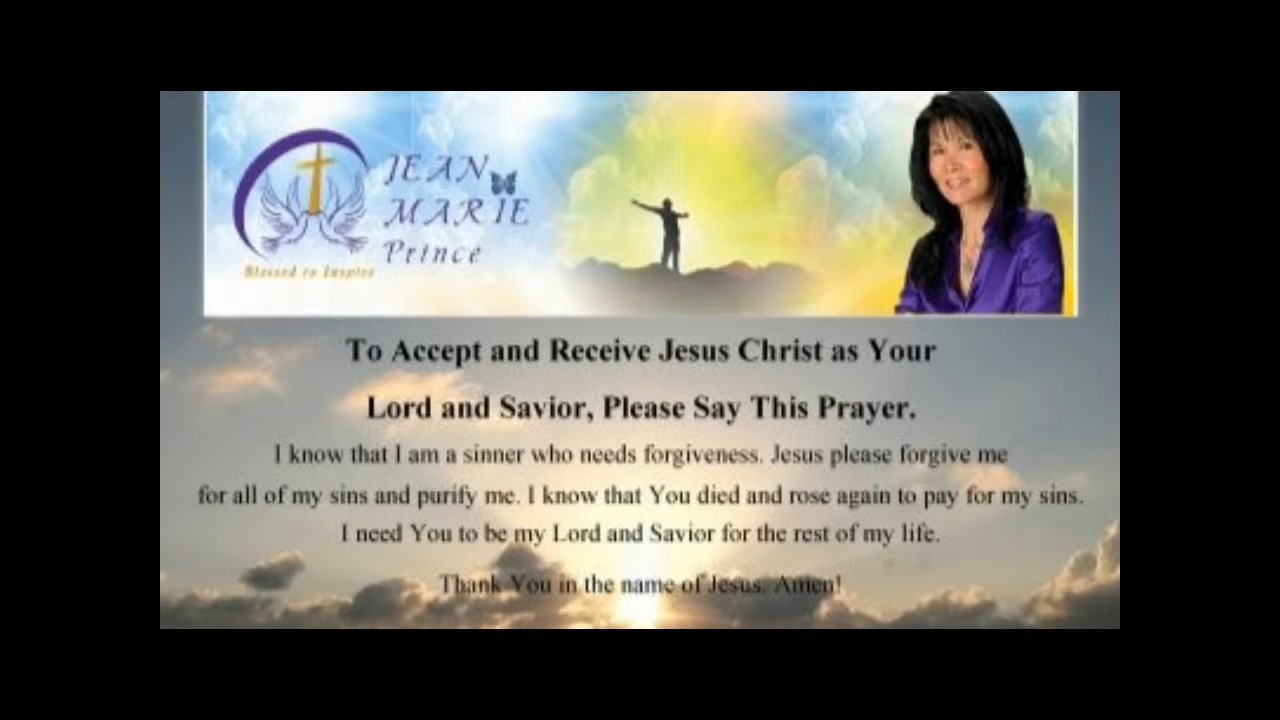 JEAN
MARIE
Prince
Blessed to Inspire
To Accept and Receive Jesus Christ as Your
Lord and Savior, Please Say This Prayer.
I know that I am a sinner who needs forgiveness. Jesus please forgive me
for all of my sins and purify me. I know that You died and rose again to pay for my sins.
I need You to be my Lord and Savior for the rest of my life.
Thank You in the name of Jesus. Amen!